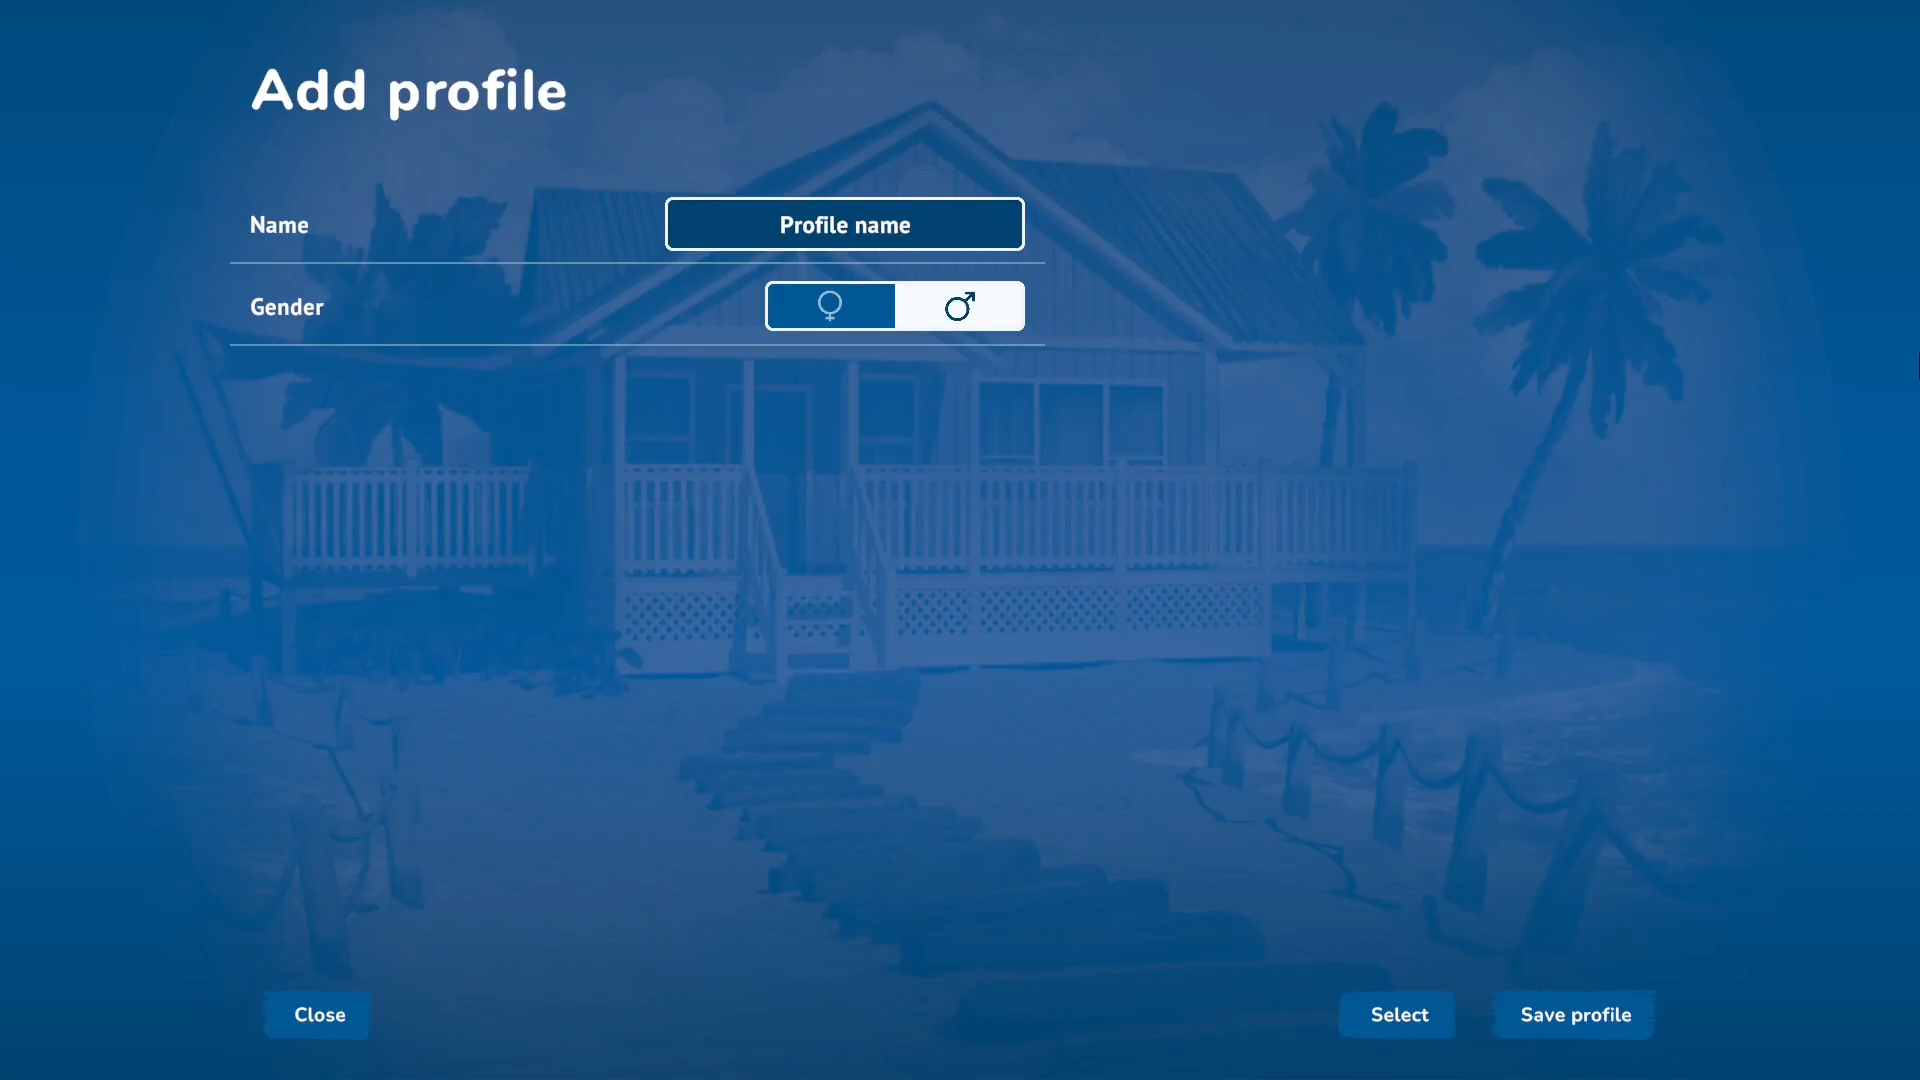 Add profile
Name
Profile name
Gender
Close
Select
Save profile